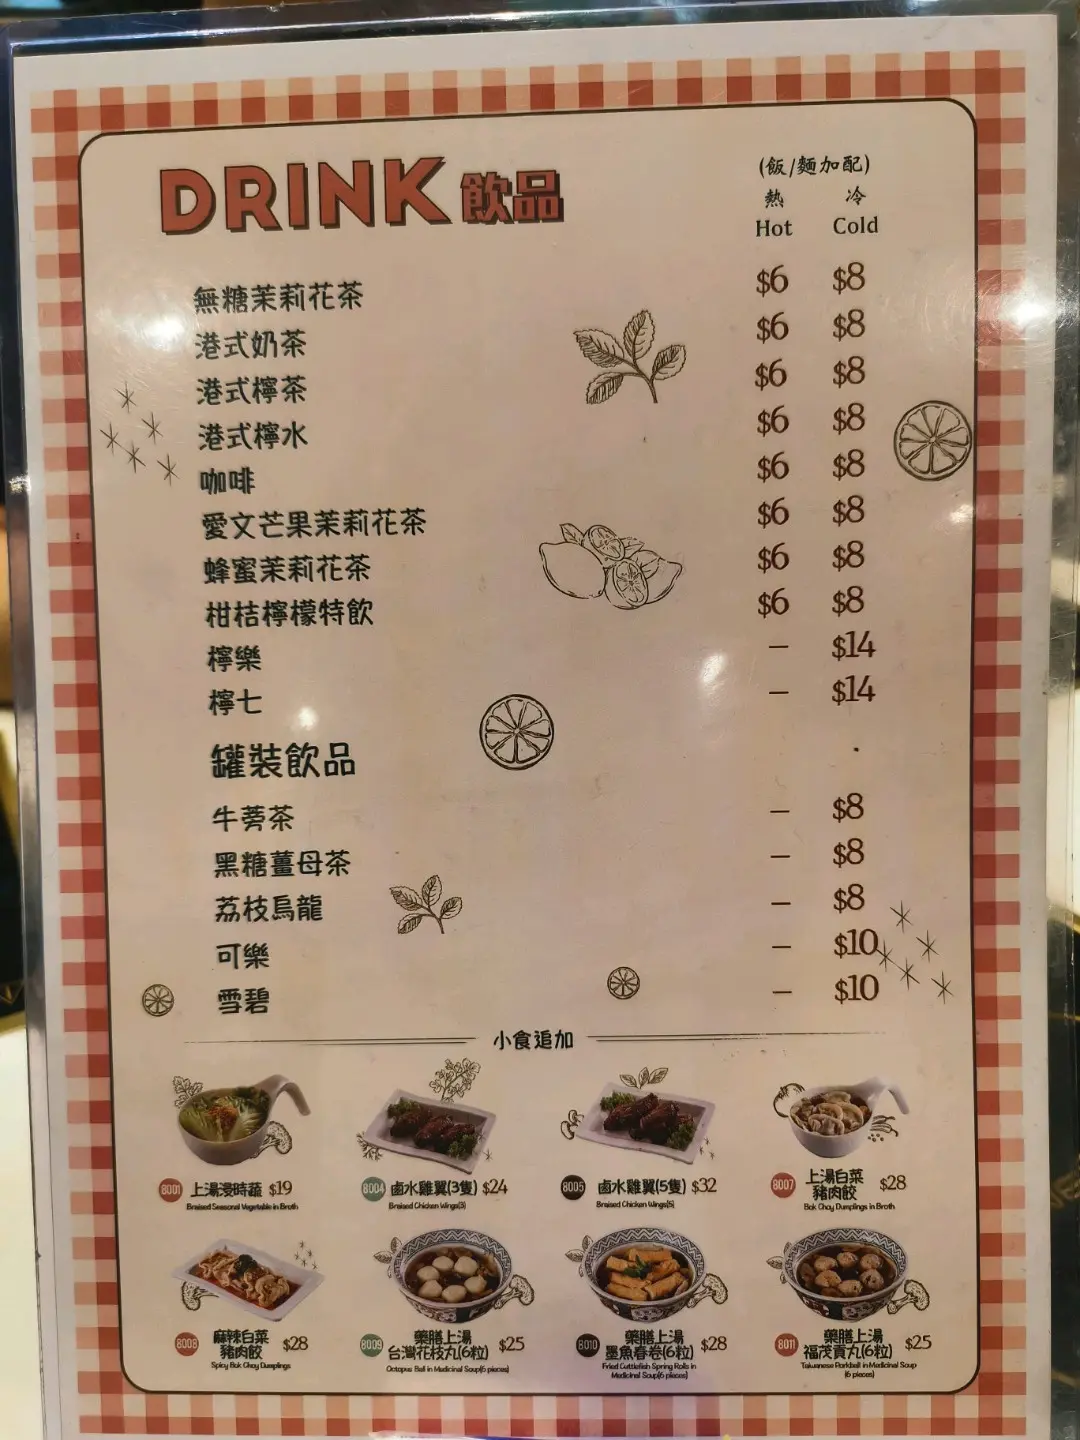 DRINK 飲品
(飯/麵加配)
熱 冷
Hot Cold
無糖茉莉花茶 $6 $8
港式奶茶 $6 $8
港式檸茶 $6 $8
港式檸水 $6 $8
咖啡 $6 $8
愛文芒果茉莉花茶 $6 $8
蜂蜜茉莉花茶 $6 $8
柑桔檸檬特飲 $6 $8
檸樂 – $14
檸七 – $14
罐裝飲品
牛蒡茶 – $8
黑糖薑母茶 – $8
荔枝烏龍 – $8
可樂 – $10
雪碧 – $10
小食追加
8001 上湯浸時蔬 $19
Braised Seasonal Vegetable in Broth
8004 鹵水雞翼(3隻) $24
Braised Chicken Wings(3)
8005 鹵水雞翼(5隻) $32
Braised Chicken Wings(5)
8007 上湯白菜
豬肉餃 $28
Bok Choy Dumplings in Broth
8008 麻辣白菜
豬肉餃 $28
Spicy Bok Choy Dumplings
8009 藥膳上湯
台灣花枝丸(6粒) $25
Octopus Ball in Medicinal Soup(6 pieces)
8010 藥膳上湯
墨魚春卷(6粒) $28
Fried Cuttlefish Spring Rolls in
Medicinal Soup(6 pieces)
8011 藥膳上湯
福茂貢丸(6粒) $25
Taiwanese Porkball in Medicinal Soup
(6 pieces)